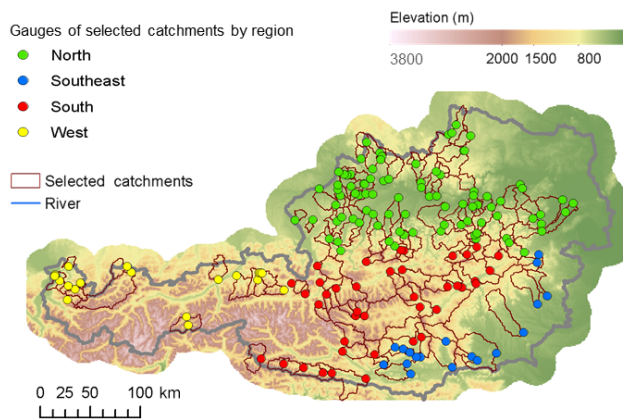 Gauges of selected catchments by region
North
Southeast
South
West
Selected catchments
River
Elevation (m)
3800 2000 1500 800
0 25 50 100 km